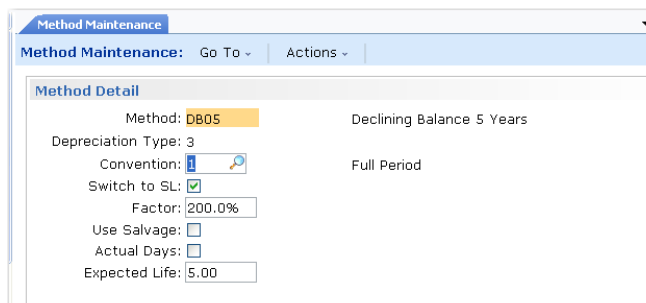 Method Maintenance
Method Maintenance: Go To Actions
Method Detail
Method: DB05 Declining Balance 5 Years
Depreciation Type: 3
Convention: 1 Full Period
Switch to SL:
Factor: 200.0%
Use Salvage:
Actual Days:
Expected Life: 5.00